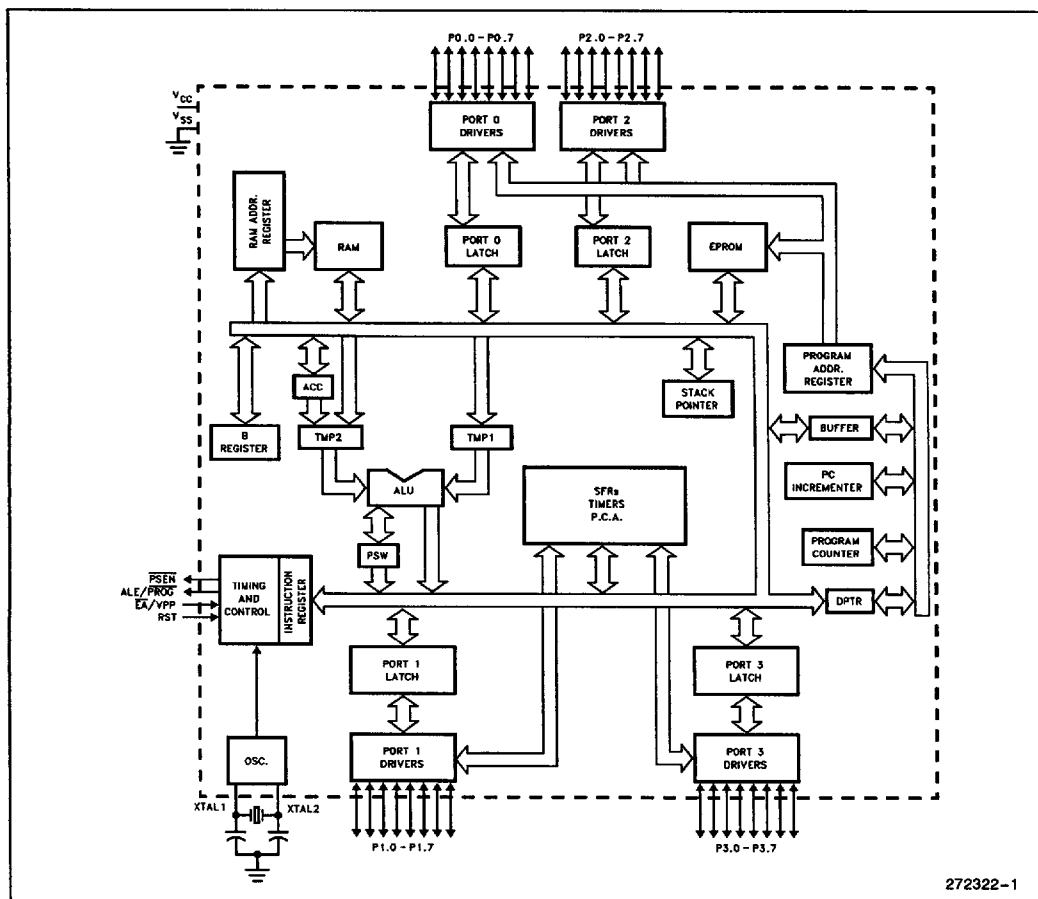 P0.0-P0.7
P2.0-P2.7
VCC
VSS
PORT 0
DRIVERS
PORT 2
DRIVERS
RAM ADDR.
REGISTER
RAM
PORT 0
LATCH
PORT 2
LATCH
EPROM
PROGRAM
ADDR.
REGISTER
ACC
STACK
POINTER
B
REGISTER
TMP2
TMP1
BUFFER
ALU
SFRs
TIMERS
P.C.A.
PC
INCREMENTER
PSW
PROGRAM
COUNTER
PSEN
ALE/PROG
EA/VPP
RST
TIMING
AND
CONTROL
INSTRUCTION
REGISTER
DPTR
PORT 1
LATCH
PORT 3
LATCH
OSC.
PORT 1
DRIVERS
PORT 3
DRIVERS
XTAL1
XTAL2
P1.0-P1.7
P3.0-P3.7
272322-1